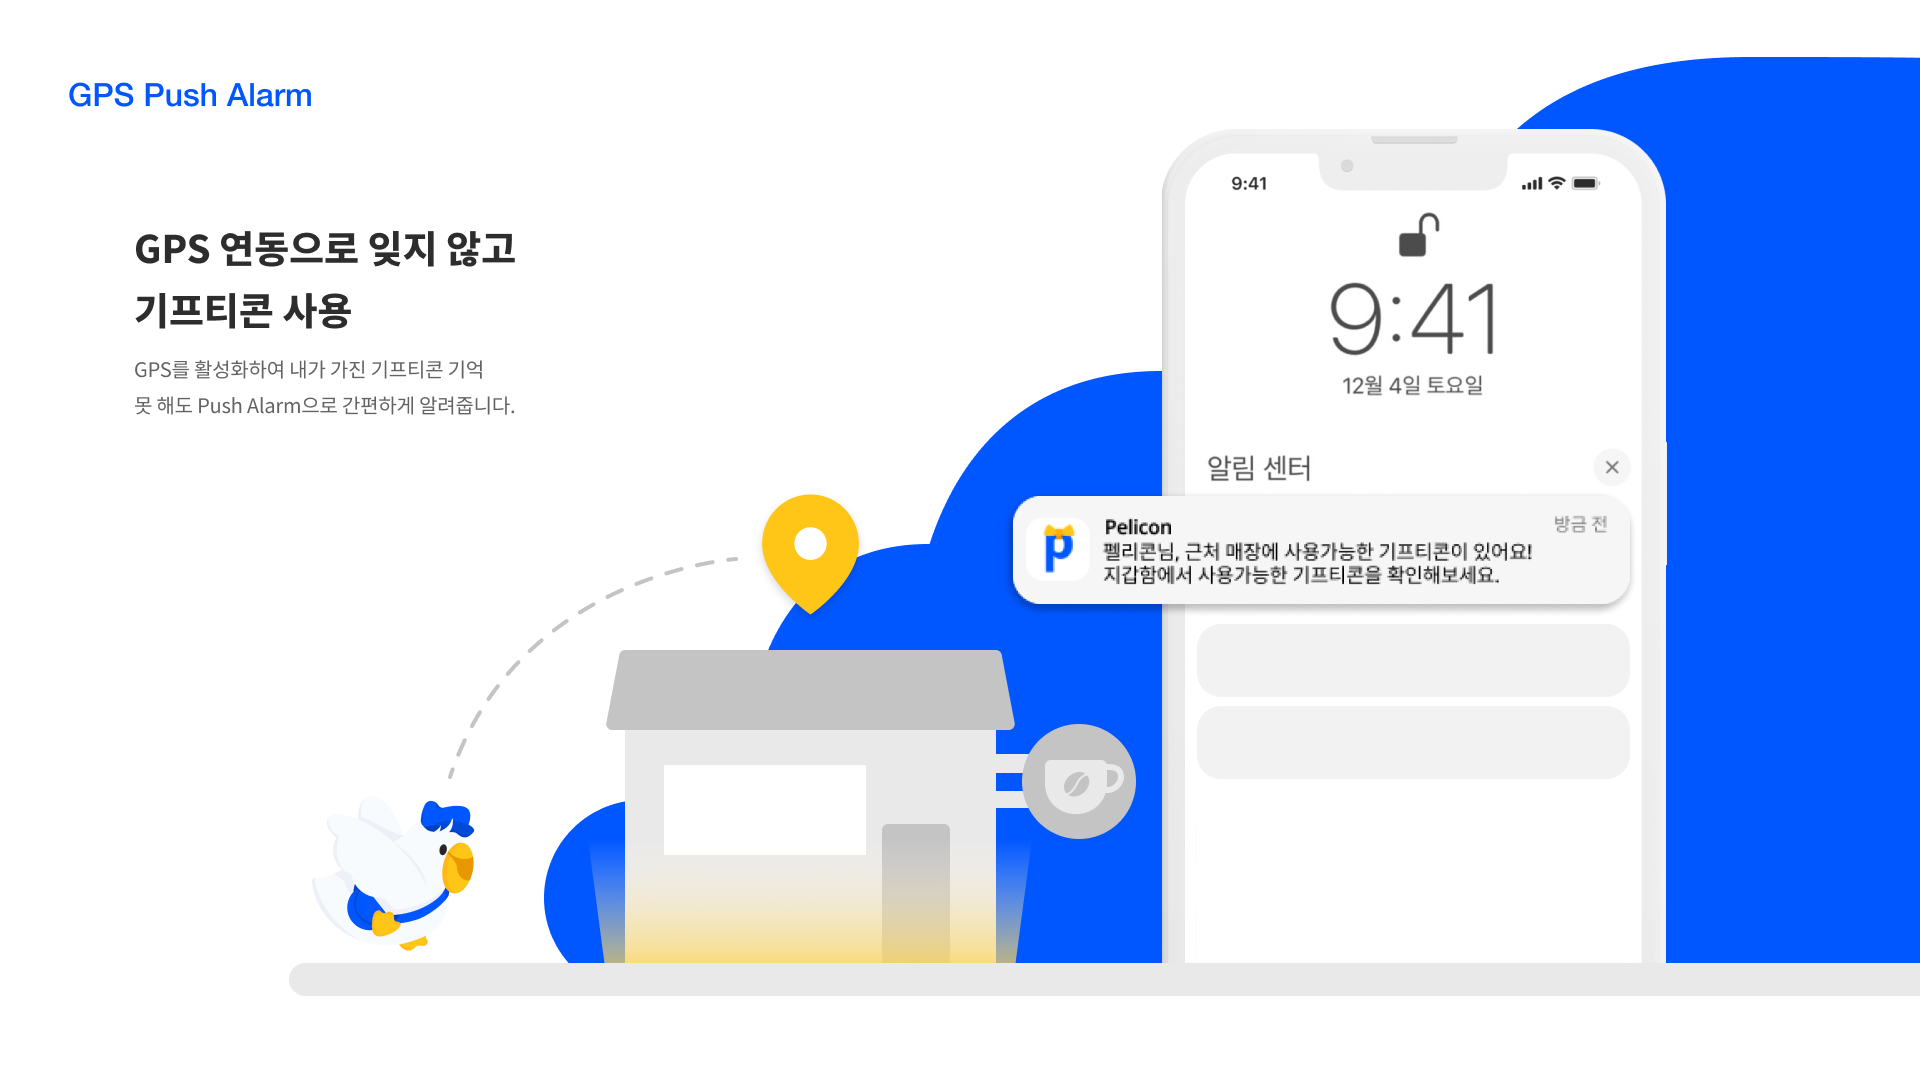 GPS Push Alarm
GPS 연동으로 잊지 않고
기프티콘 사용
GPS를 활성화하여 내가 가진 기프티콘 기억
못 해도 Push Alarm으로 간편하게 알려줍니다.
9:41
9:41
12월 4일 토요일
알림 센터
p
Pelicon
방금 전
펠리콘님, 근처 매장에 사용가능한 기프티콘이 있어요!
지갑함에서 사용가능한 기프티콘을 확인해보세요.